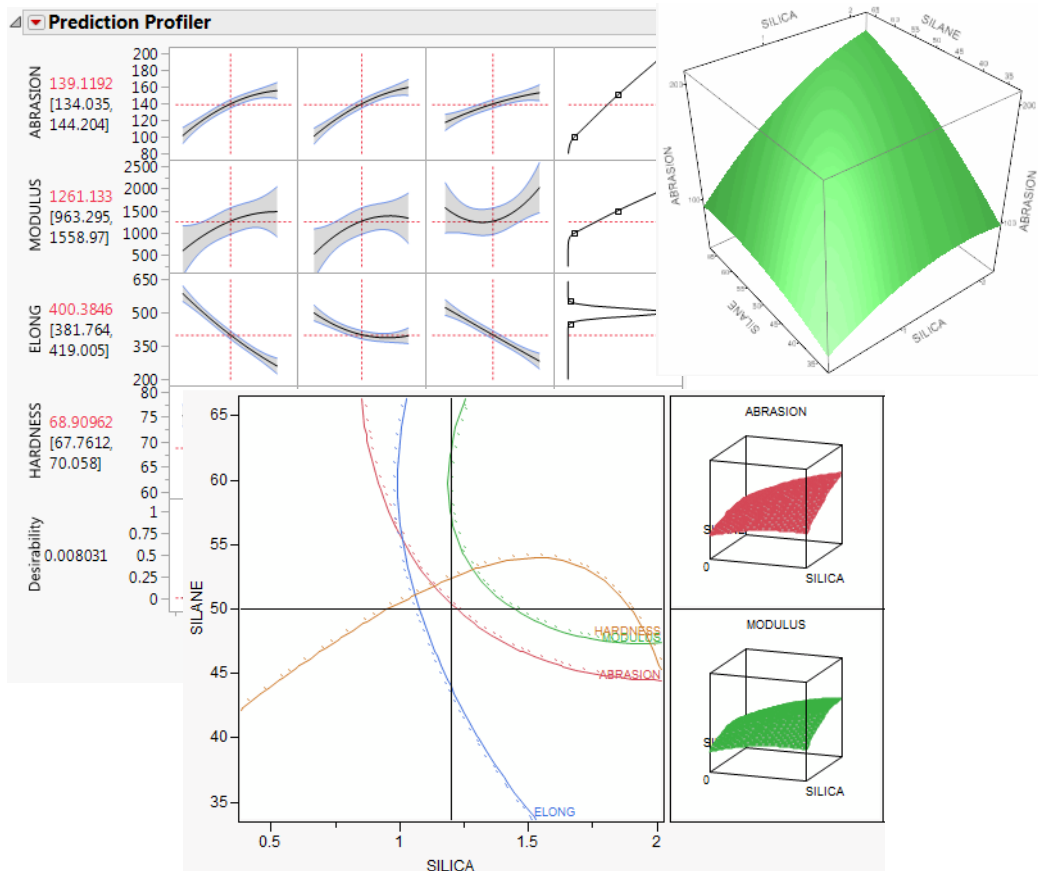 Prediction Profiler
ABRASION
139.1192
[134.035,
144.204]
200
180
160
140
120
100
80
MODULUS
1261.133
[963.295,
1558.97]
2500
2000
1500
1000
500
ELONG
400.3846
[381.764,
419.005]
650
500
350
200
HARDNESS
68.90962
[67.7612,
70.058]
80
75
70
65
60
Desirability
0.008031
1
0.75
0.5
0.25
0
SILICA
SILANE
ABRASION
ABRASION
SILANE
SILICA
65
60
55
50
45
40
35
SILANE
HARDNESS
MODULUS
ABRASION
ELONG
0.5
1
1.5
2
SILICA
ABRASION
0
SILICA
MODULUS
0
SILICA